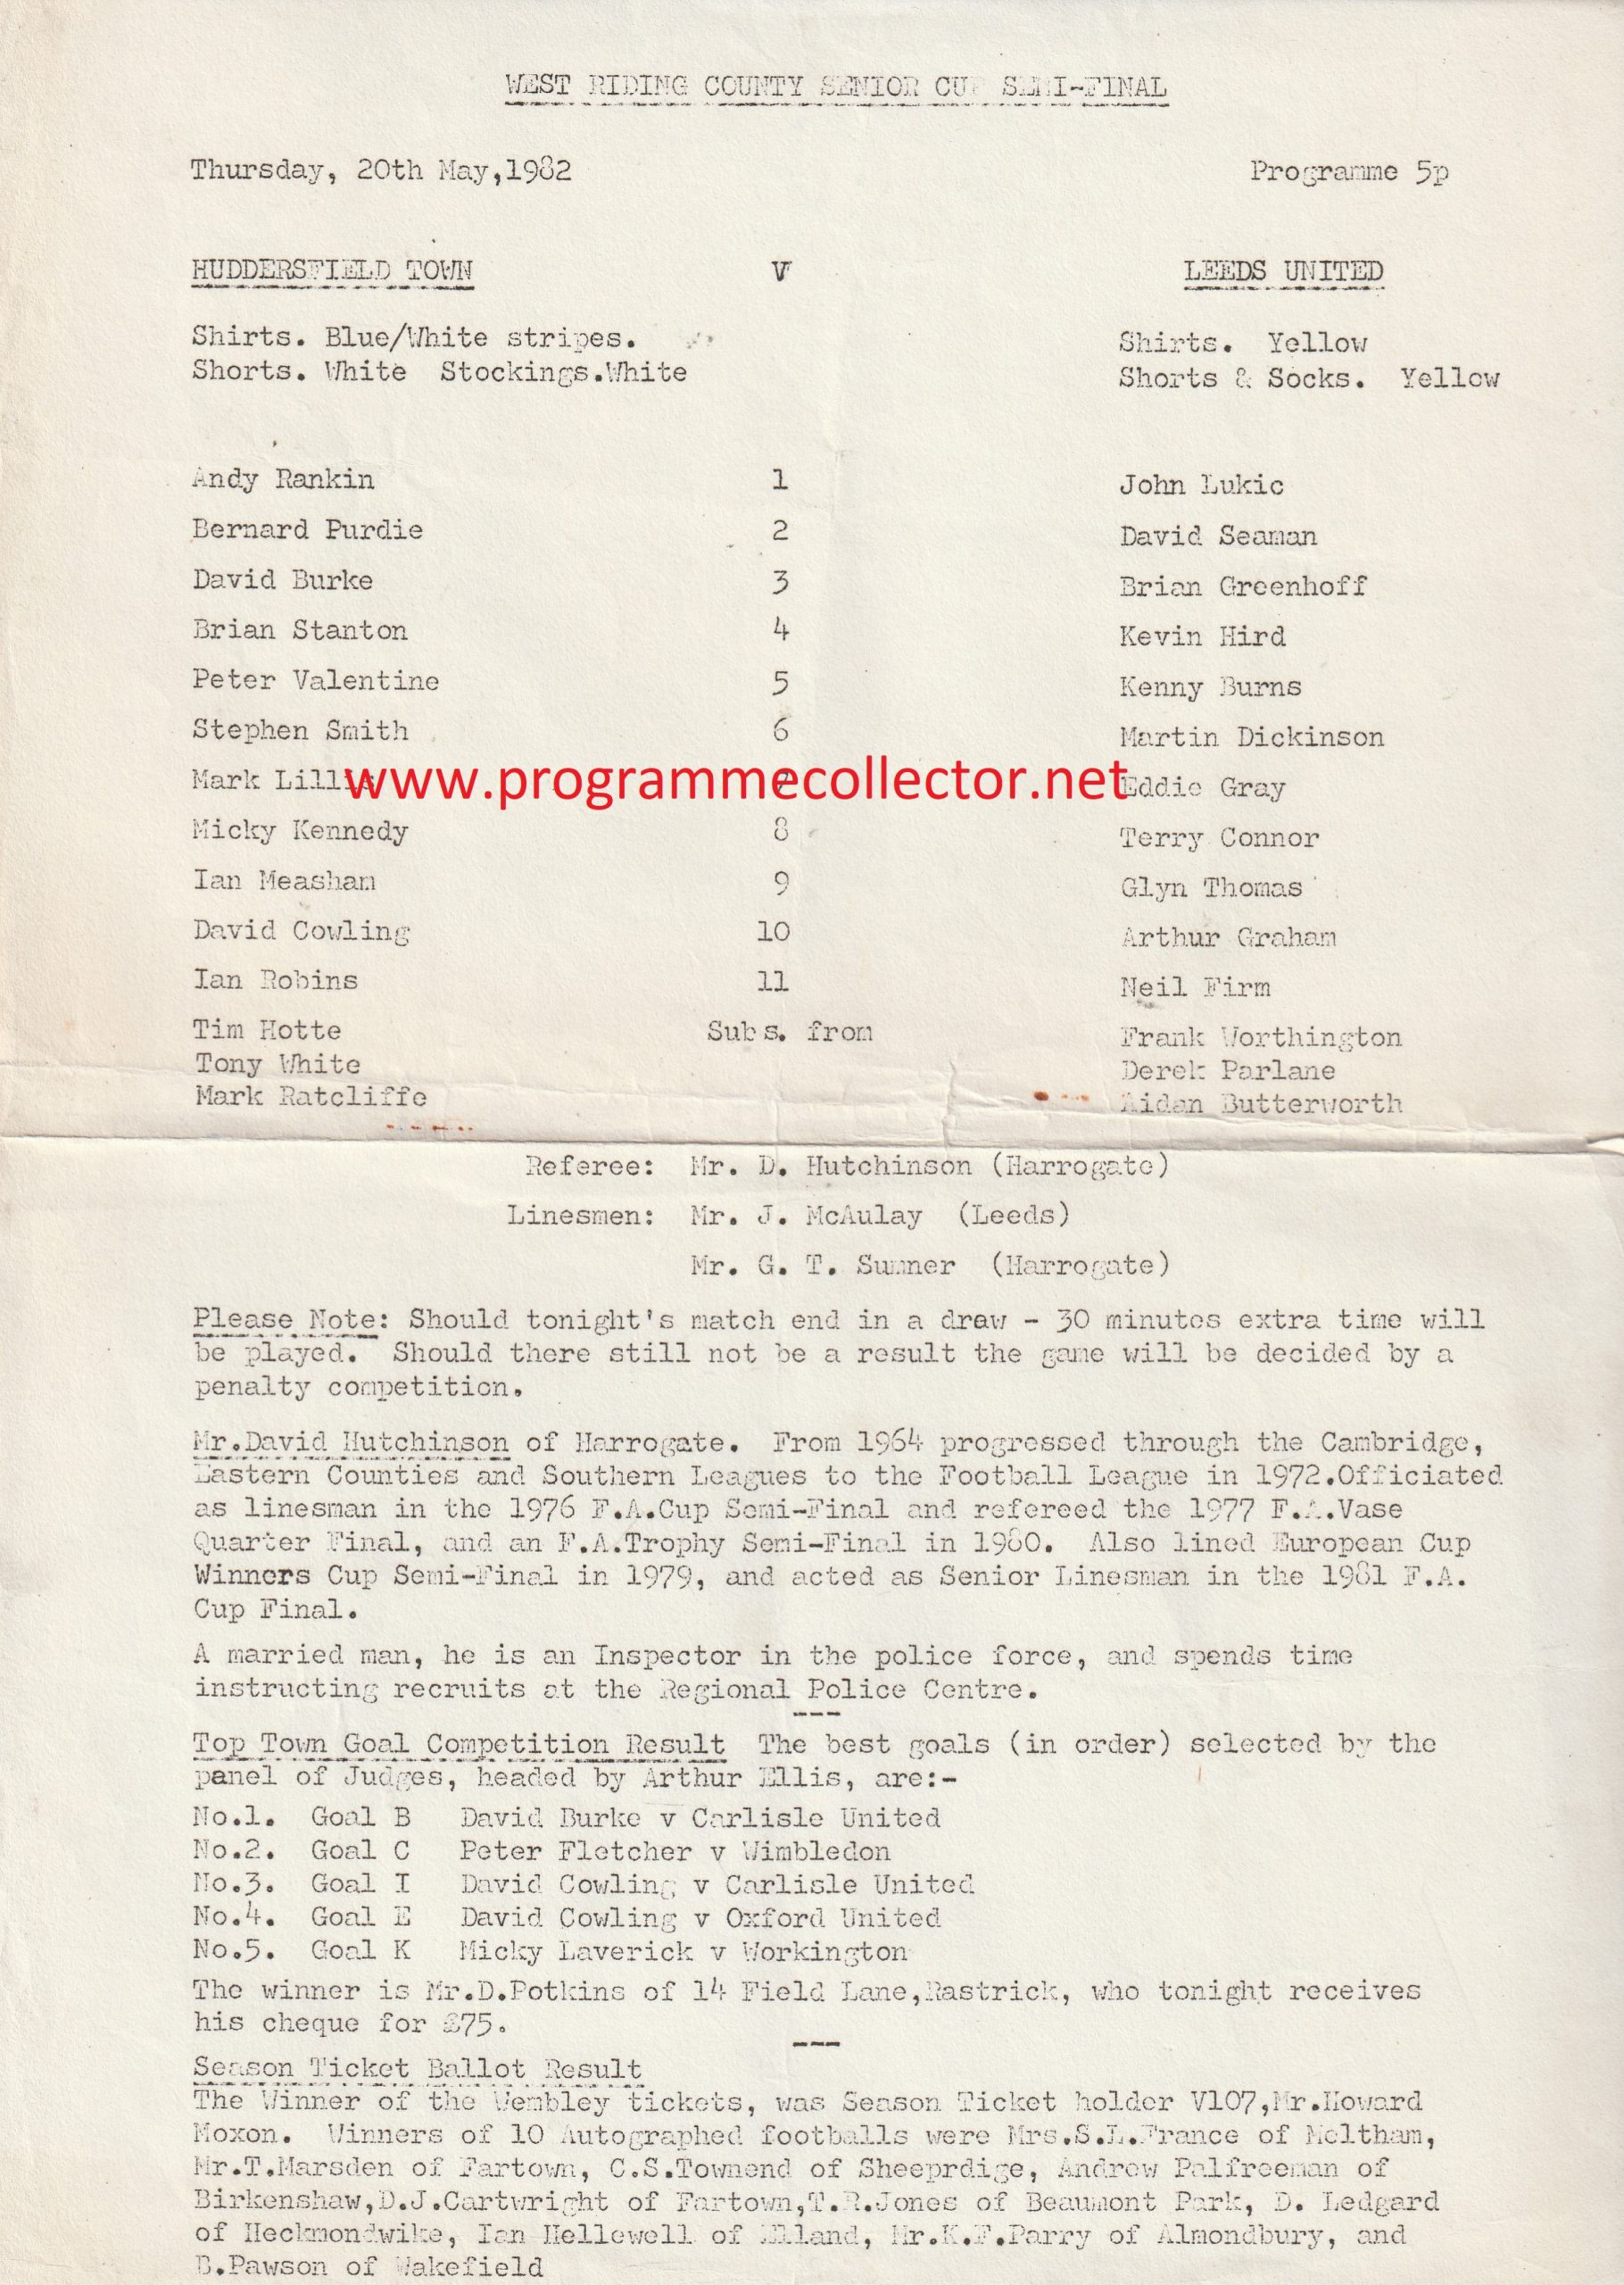 WEST RIDING COUNTY SENIOR CUP SEMI-FINAL
Thursday, 20th May,1982 Programme 5p
HUDDERSFIELD TOWN V LEEDS UNITED
Shirts. Blue/White stripes. Shirts. Yellow
Shorts. White Stockings.White Shorts & Socks. Yellow
Andy Rankin 1 John Lukic
Bernard Purdie 2 David Seaman
David Burke 3 Brian Greenhoff
Brian Stanton 4 Kevin Hird
Peter Valentine 5 Kenny Burns
Stephen Smith 6 Martin Dickinson
Mark Lillis 7 Eddie Gray
www.programmecollector.net
Micky Kennedy 8 Terry Connor
Ian Measham 9 Glyn Thomas
David Cowling 10 Arthur Graham
Ian Robins 11 Neil Firm
Tim Hotte Subs. from Frank Worthington
Tony White Derek Parlane
Mark Ratcliffe Aidan Butterworth
Referee: Mr. D. Hutchinson (Harrogate)
Linesmen: Mr. J. McAulay (Leeds)
Mr. G. T. Sumner (Harrogate)
Please Note: Should tonight's match end in a draw - 30 minutes extra time will
be played. Should there still not be a result the game will be decided by a
penalty competition.
Mr.David Hutchinson of Harrogate. From 1964 progressed through the Cambridge,
Eastern Counties and Southern Leagues to the Football League in 1972.Officiated
as linesman in the 1976 F.A.Cup Semi-Final and refereed the 1977 F.A.Vase
Quarter Final, and an F.A.Trophy Semi-Final in 1980. Also lined European Cup
Winners Cup Semi-Final in 1979, and acted as Senior Linesman in the 1981 F.A.
Cup Final.
A married man, he is an Inspector in the police force, and spends time
instructing recruits at the Regional Police Centre.
Top Town Goal Competition Result The best goals (in order) selected by the
panel of Judges, headed by Arthur Ellis, are:-
No.1. Goal B David Burke v Carlisle United
No.2. Goal C Peter Fletcher v Wimbledon
No.3. Goal I David Cowling v Carlisle United
No.4. Goal E David Cowling v Oxford United
No.5. Goal K Micky Laverick v Workington
The winner is Mr.D.Potkins of 14 Field Lane,Rastrick, who tonight receives
his cheque for £75.
Season Ticket Ballot Result
The Winner of the Wembley tickets, was Season Ticket holder V107,Mr.Howard
Moxon. Winners of 10 Autographed footballs were Mrs.S.L.France of Meltham,
Mr.T.Marsden of Fartown, C.S.Townend of Sheeprdige, Andrew Palfreeman of
Birkenshaw,D.J.Cartwright of Fartown,T.R.Jones of Beaumont Park, D. Ledgard
of Heckmondwike, Ian Hellewell of Elland, Mr.K.F.Parry of Almondbury, and
B.Pawson of Wakefield